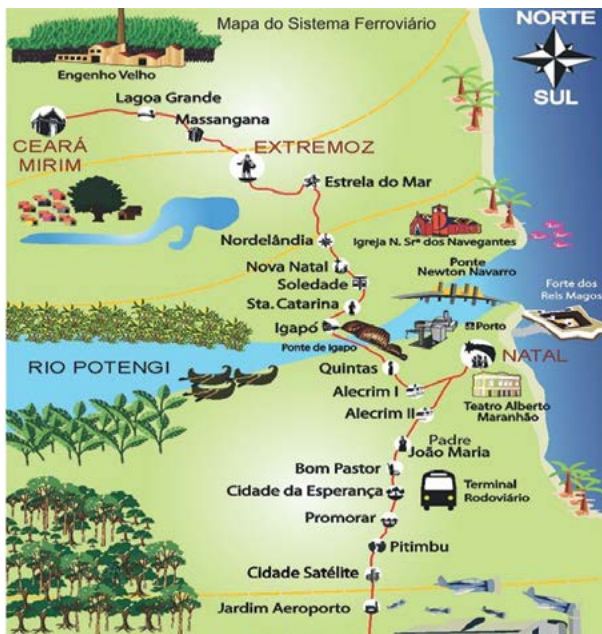 Mapa do Sistema Ferroviário
NORTE
SUL
Engenho Velho
Lagoa Grande
Massangana
CEARÁ
MIRIM
EXTREMOZ
Estrela do Mar
Nordelândia
Igreja N. Srª dos Navegantes
Nova Natal
Soledade
Ponte
Newton Navarro
Sta. Catarina
Forte dos
Reis Magos
Igapó
Porto
Ponte de Igapo
RIO POTENGI
NATAL
Quintas
Alecrim I
Teatro Alberto
Maranhão
Alecrim II
Padre
João Maria
Bom Pastor
Cidade da Esperança
Terminal
Rodoviário
Promorar
Pitimbu
Cidade Satélite
Jardim Aeroporto